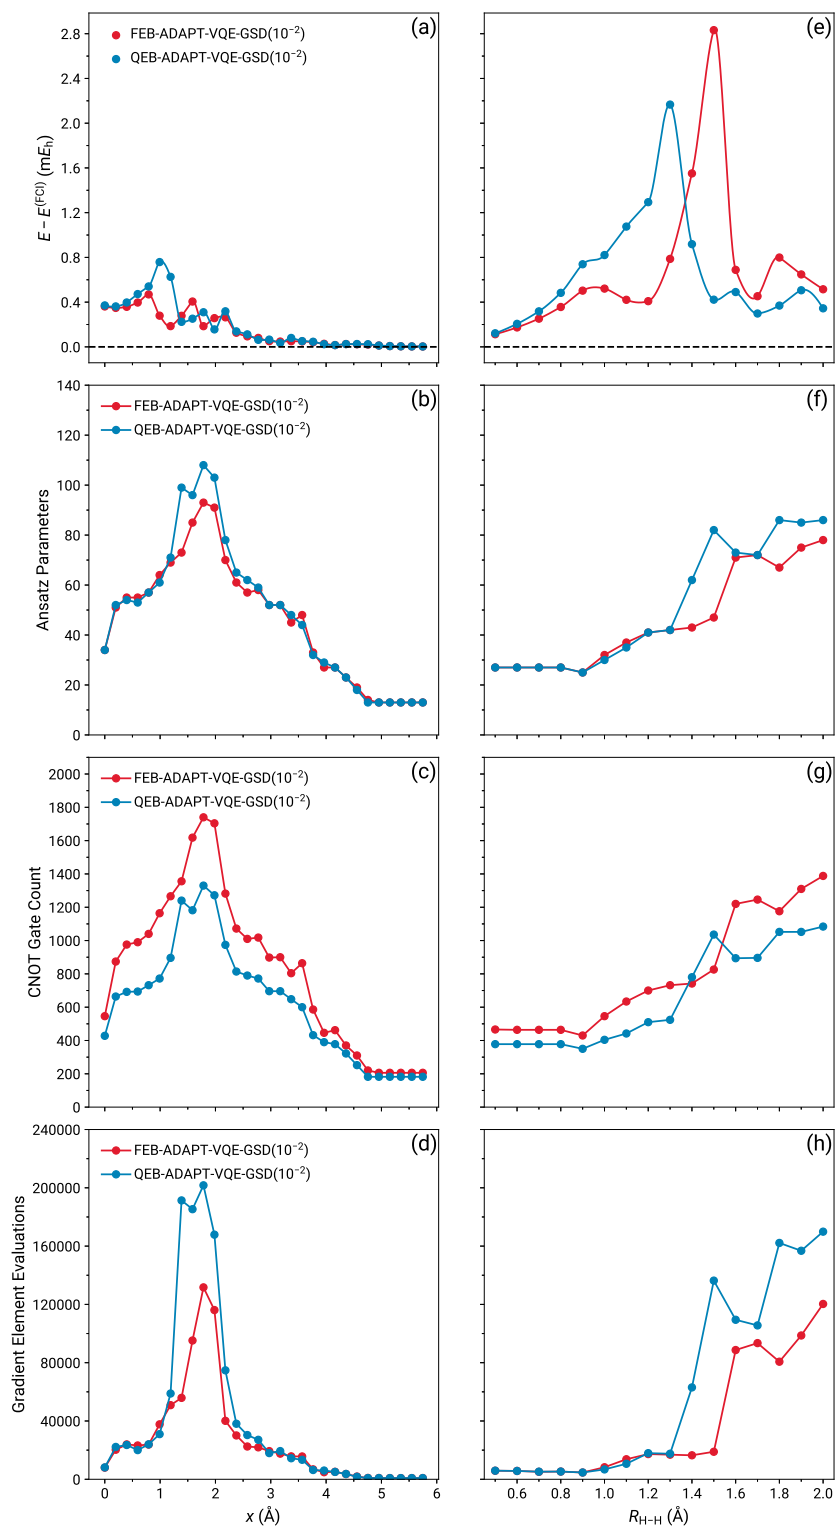 (a)
FEB-ADAPT-VQE-GSD(10⁻²)
QEB-ADAPT-VQE-GSD(10⁻²)
E − E^(FCI) (mE_h)
2.8
2.4
2.0
1.6
1.2
0.8
0.4
0.0
(e)
(b)
FEB-ADAPT-VQE-GSD(10⁻²)
QEB-ADAPT-VQE-GSD(10⁻²)
Ansatz Parameters
140
120
100
80
60
40
20
0
(f)
(c)
FEB-ADAPT-VQE-GSD(10⁻²)
QEB-ADAPT-VQE-GSD(10⁻²)
CNOT Gate Count
2000
1800
1600
1400
1200
1000
800
600
400
200
0
(g)
(d)
FEB-ADAPT-VQE-GSD(10⁻²)
QEB-ADAPT-VQE-GSD(10⁻²)
Gradient Element Evaluations
240000
200000
160000
120000
80000
40000
0
0 1 2 3 4 5 6
x (Å)
(h)
0.6 0.8 1.0 1.2 1.4 1.6 1.8 2.0
R_H−H (Å)